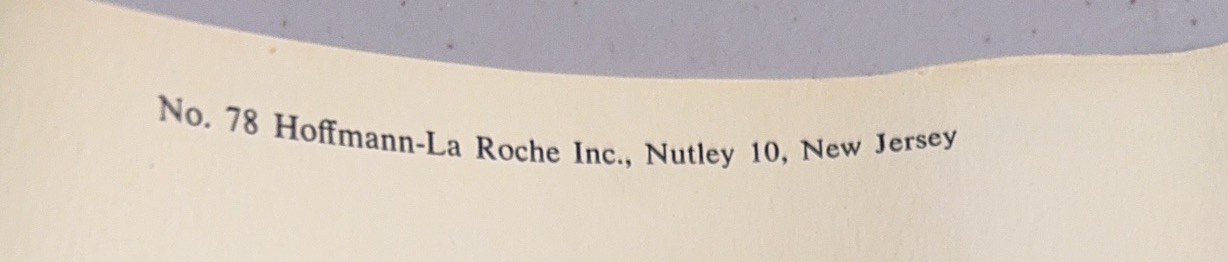 No. 78 Hoffmann-La Roche Inc., Nutley 10, New Jersey